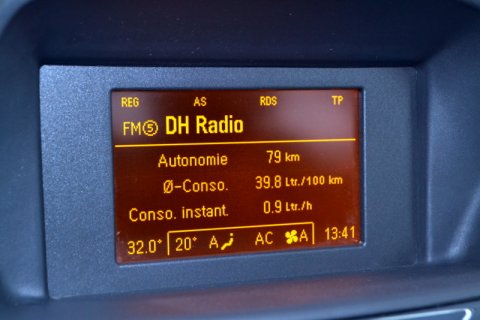 REG AS RDS TP
FM⑤ DH Radio
Autonomie 79 km
Ø-Conso. 39.8 Ltr./100 km
Conso. instant. 0.9 Ltr./h
32.0° 20° A AC A 13:41